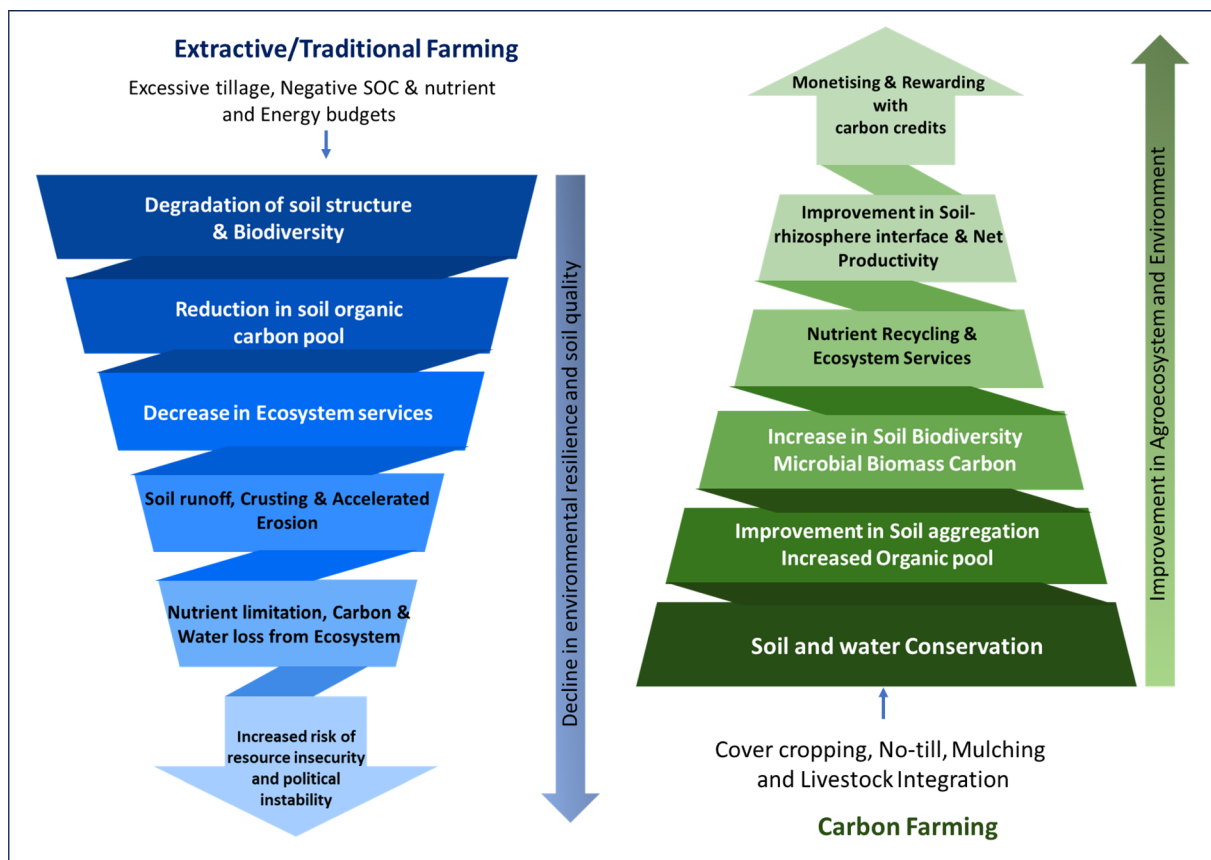 Extractive/Traditional Farming
Excessive tillage, Negative SOC & nutrient
and Energy budgets
Degradation of soil structure
& Biodiversity
Reduction in soil organic
carbon pool
Decrease in Ecosystem services
Soil runoff, Crusting & Accelerated
Erosion
Nutrient limitation, Carbon &
Water loss from Ecosystem
Increased risk of
resource insecurity
and political
instability
Decline in environmental resilience and soil quality
Monetising & Rewarding
with
carbon credits
Improvement in Soil-
rhizosphere interface & Net
Productivity
Nutrient Recycling &
Ecosystem Services
Increase in Soil Biodiversity
Microbial Biomass Carbon
Improvement in Soil aggregation
Increased Organic pool
Soil and water Conservation
Cover cropping, No-till, Mulching
and Livestock Integration
Carbon Farming
Improvement in Agroecosystem and Environment